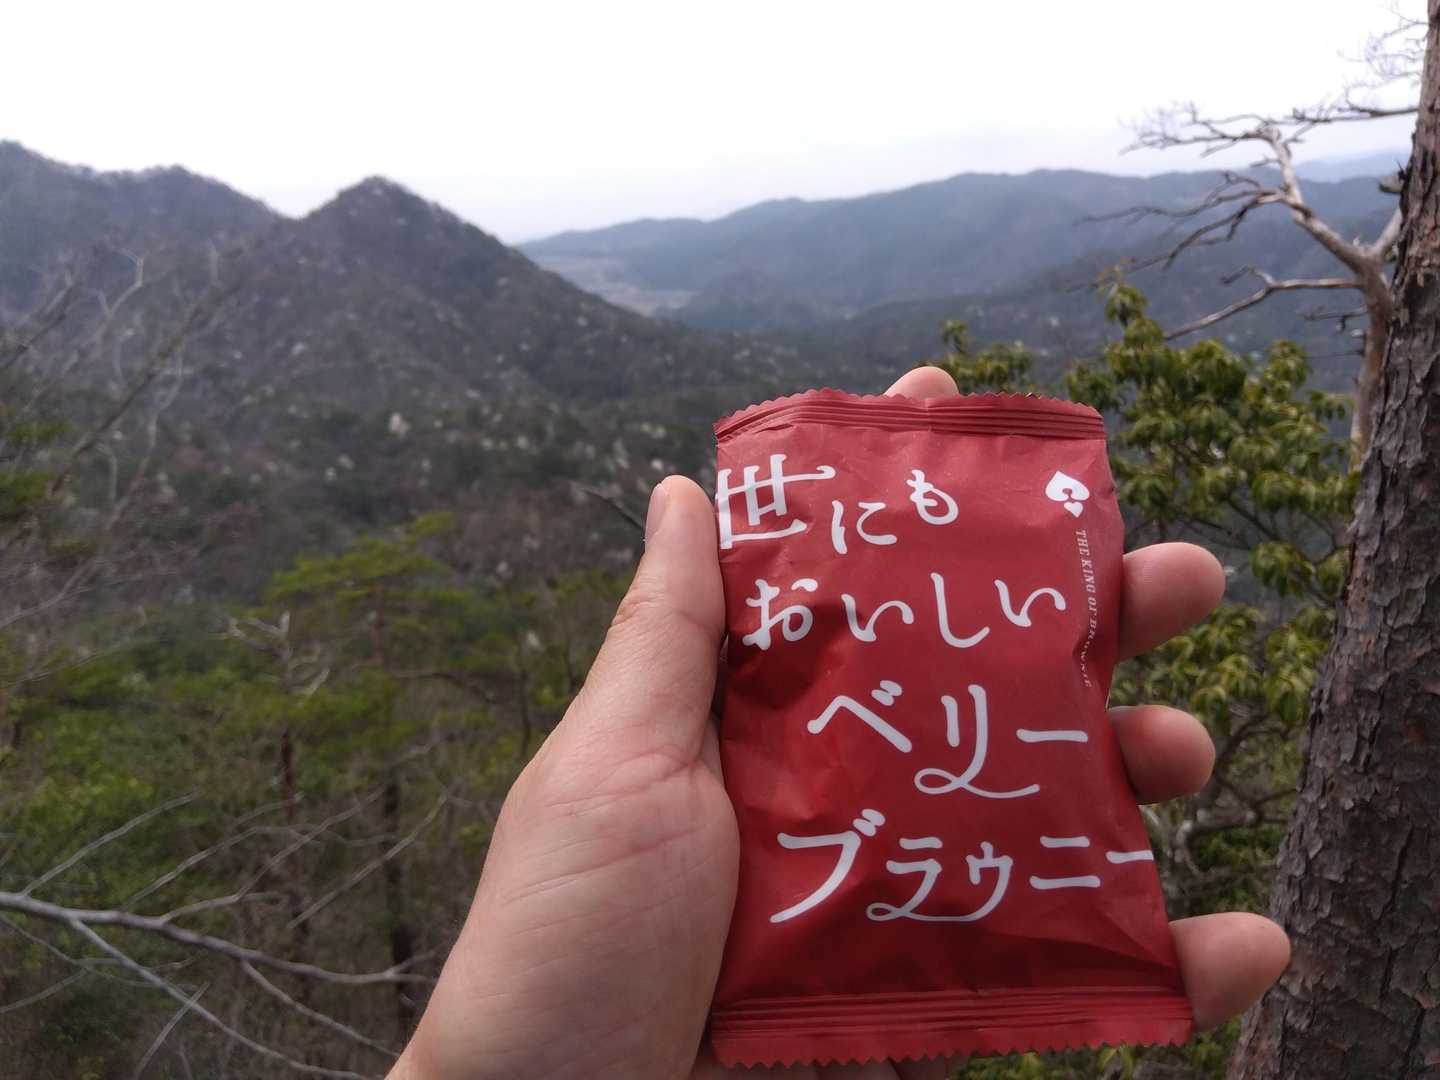 世にも
おいしい
ベリー
ブラウニー
THE KING OF BROWNIE